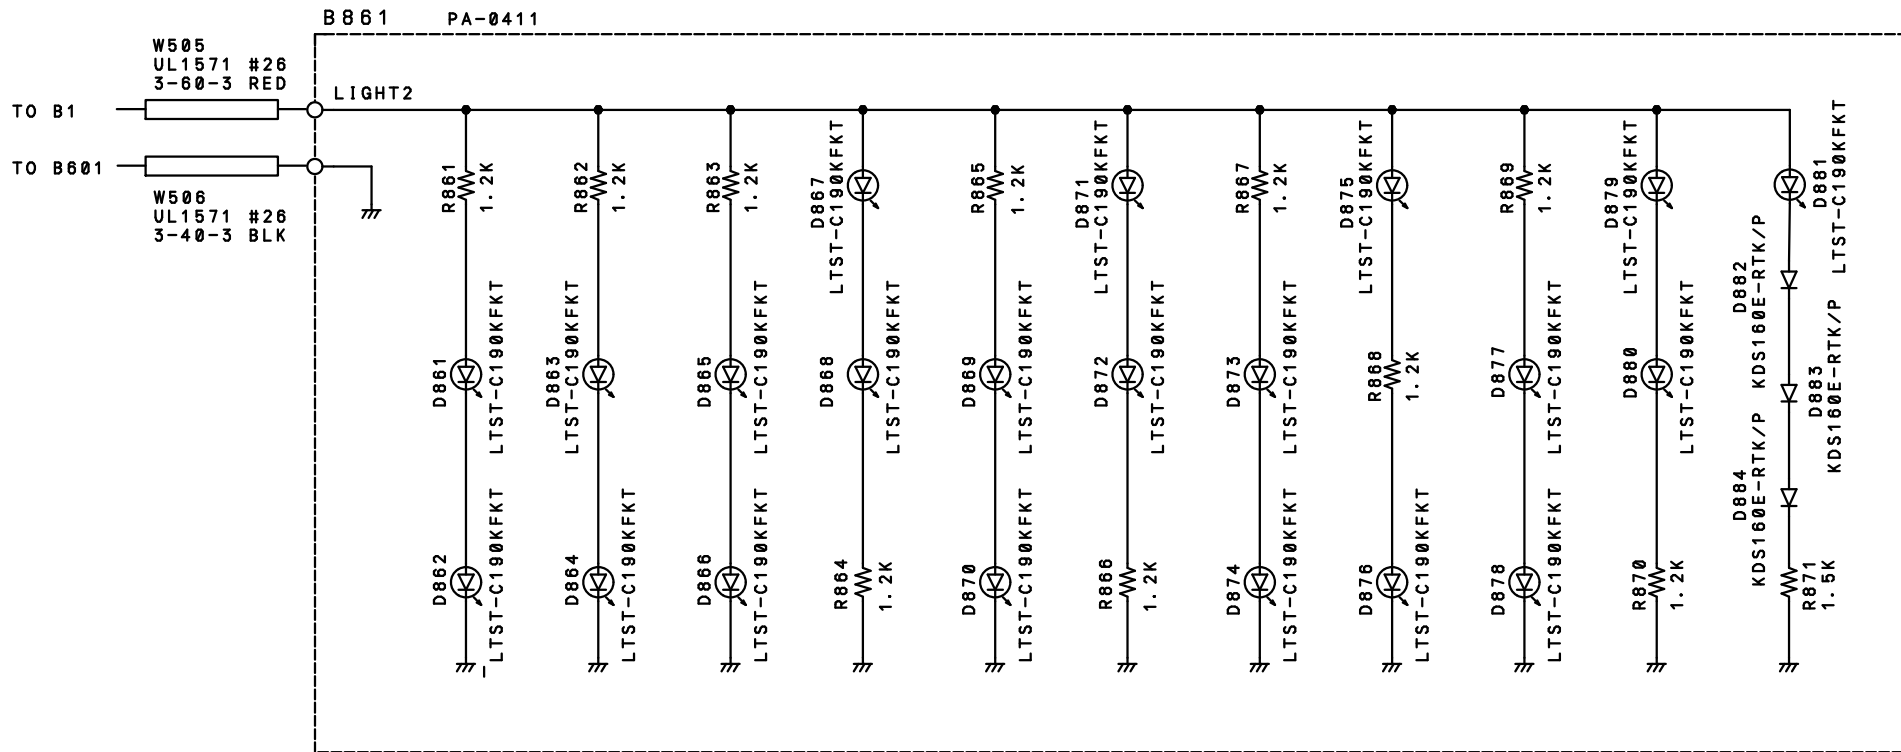 B861 PA-0411
W505
UL1571 #26
3-60-3 RED
TO B1
LIGHT2
TO B601
W506
UL1571 #26
3-40-3 BLK
R861
1.2K
D861
LTST-C190KFKT
D862
LTST-C190KFKT
R862
1.2K
D863
LTST-C190KFKT
D864
LTST-C190KFKT
R863
1.2K
D865
LTST-C190KFKT
D866
LTST-C190KFKT
D867
LTST-C190KFKT
D868
LTST-C190KFKT
R864
1.2K
R865
1.2K
D869
LTST-C190KFKT
D870
LTST-C190KFKT
D871
LTST-C190KFKT
D872
LTST-C190KFKT
R866
1.2K
R867
1.2K
D873
LTST-C190KFKT
D874
LTST-C190KFKT
D875
LTST-C190KFKT
R868
1.2K
D876
LTST-C190KFKT
R869
1.2K
D877
LTST-C190KFKT
D878
LTST-C190KFKT
D879
LTST-C190KFKT
D880
LTST-C190KFKT
R870
1.2K
D881
LTST-C190KFKT
D882
KDS160E-RTK/P
D883
KDS160E-RTK/P
D884
KDS160E-RTK/P
R871
1.5K